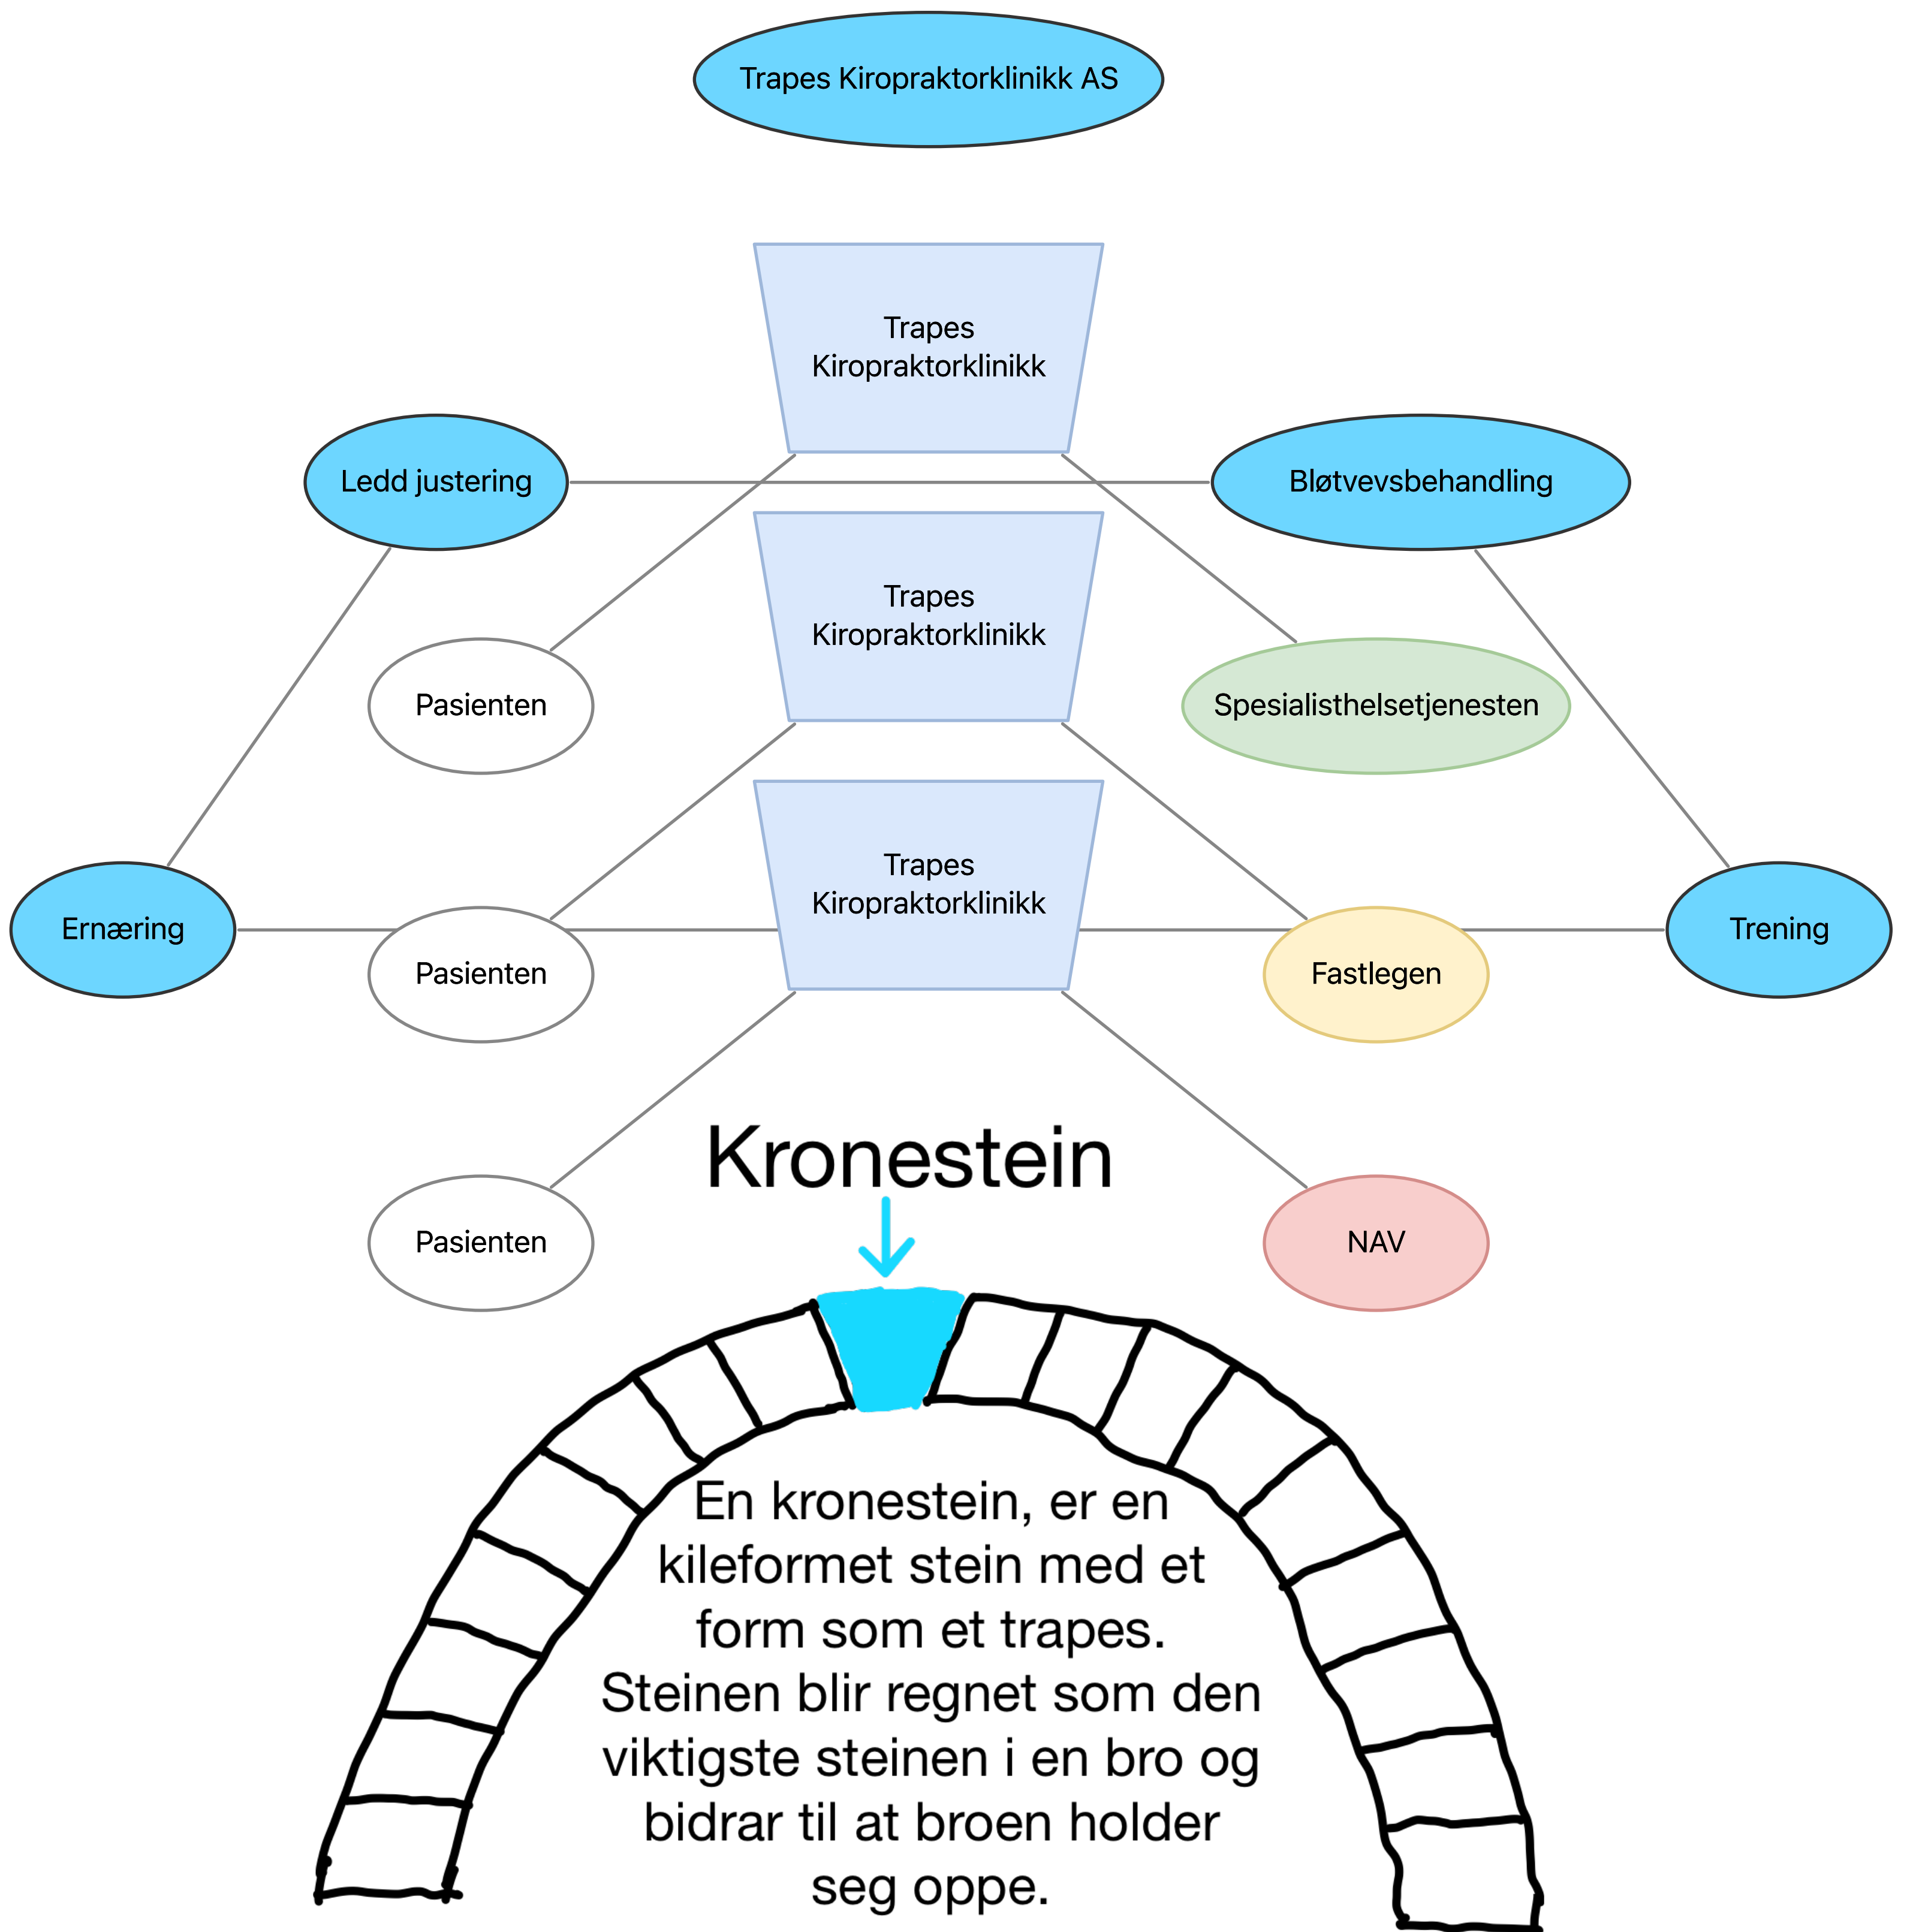 Trapes Kiropraktorklinikk AS
Trapes
Kiropraktorklinikk
Ledd justering
Bløtvevsbehandling
Trapes
Kiropraktorklinikk
Pasienten
Spesialisthelsetjenesten
Trapes
Kiropraktorklinikk
Ernæring
Trening
Pasienten
Fastlegen
Kronestein
Pasienten
NAV
En kronestein, er en
kileformet stein med et
form som et trapes.
Steinen blir regnet som den
viktigste steinen i en bro og
bidrar til at broen holder
seg oppe.